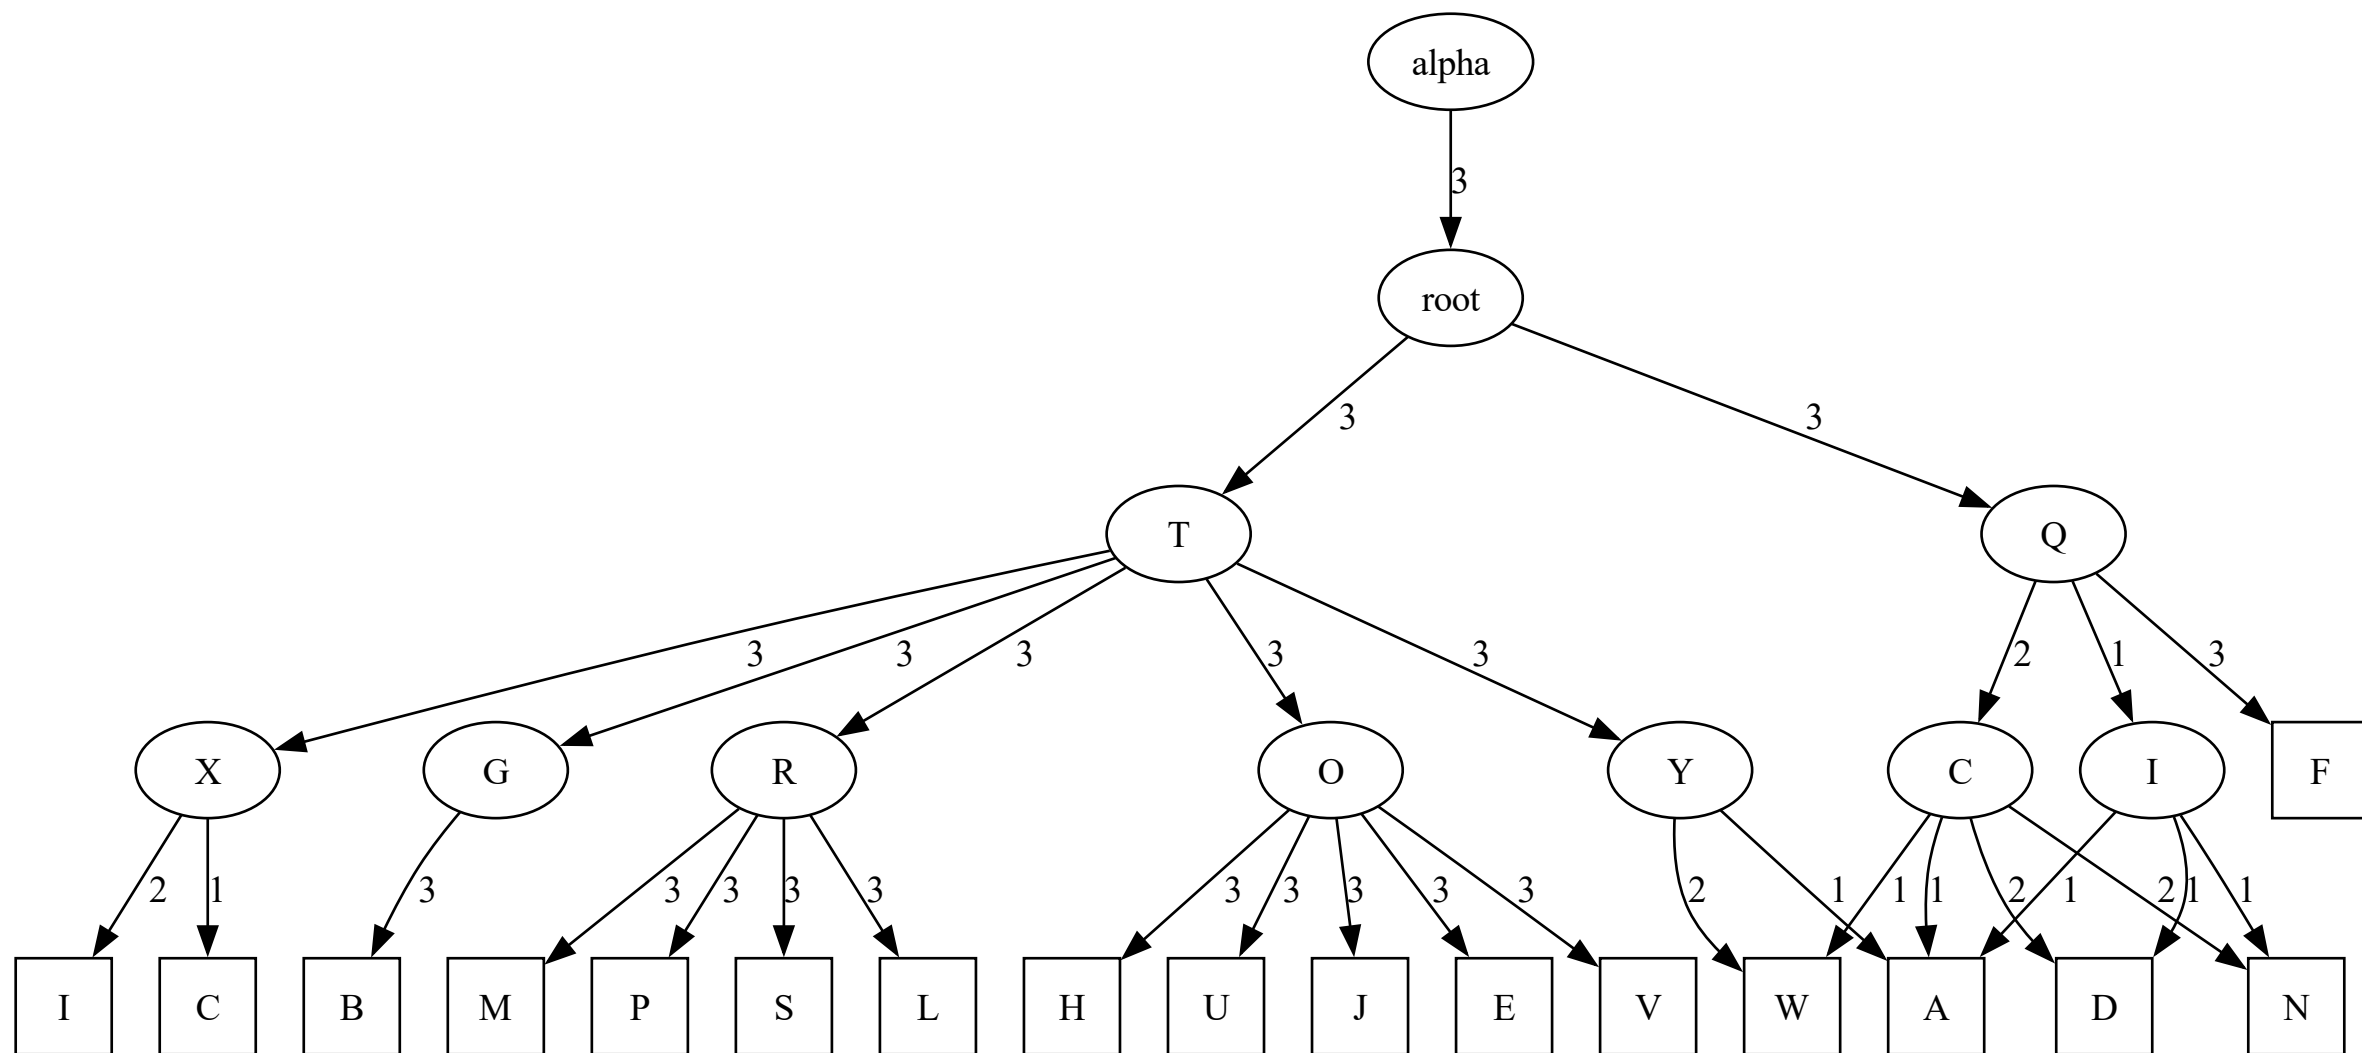 alpha
3
root
3 3
T Q
3 3 3 3 3 2 1 3
X G R O Y C I F
2 1 3 3 3 3 3 3 3 3 3 3 2 1 1 1 2 1 2 1 1
I C B M P S L H U J E V W A D N